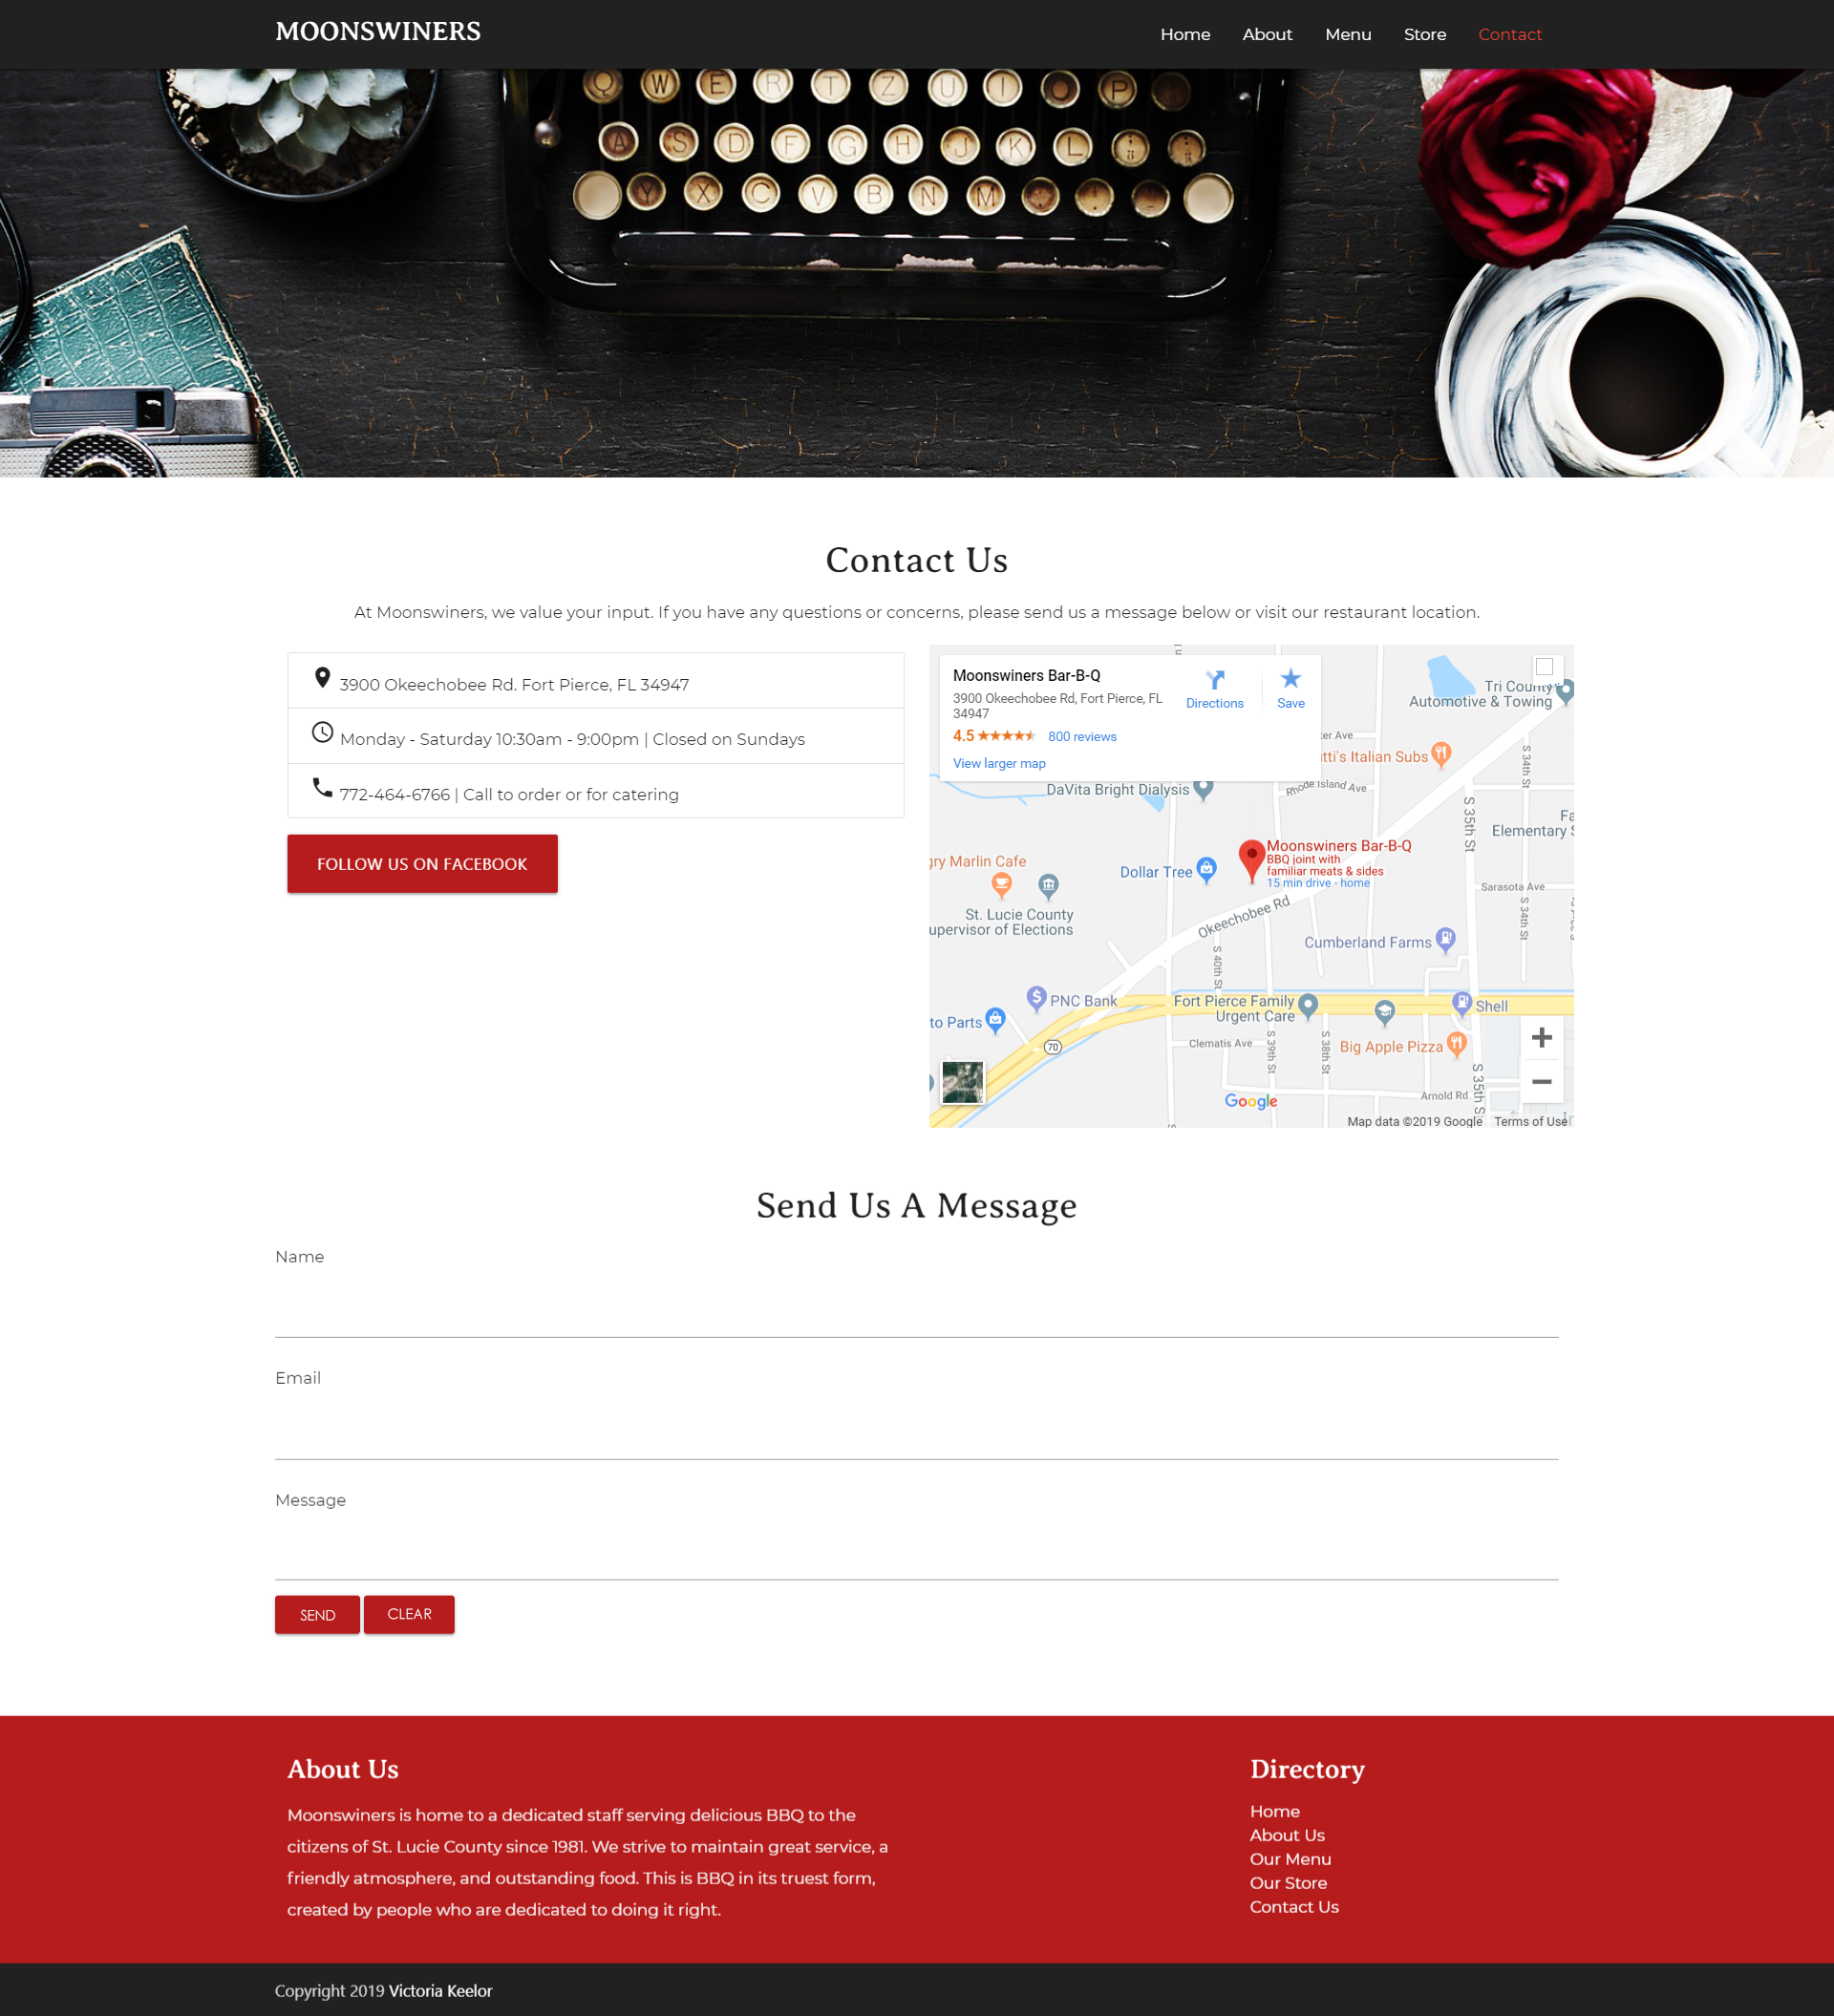 MOONSWINERS
Home About Menu Store Contact
Q W E R T Z U I O P
A S D F G H J K L
Y X C V B N M
Contact Us
At Moonswiners, we value your input. If you have any questions or concerns, please send us a message below or visit our restaurant location.
3900 Okeechobee Rd. Fort Pierce, FL 34947
Monday - Saturday 10:30am - 9:00pm | Closed on Sundays
772-464-6766 | Call to order or for catering
FOLLOW US ON FACEBOOK
Moonswiners Bar-B-Q
3900 Okeechobee Rd, Fort Pierce, FL
34947
4.5 800 reviews
View larger map
Directions
Save
Tri County
Automotive & Towing
ter Ave
tti's Italian Subs
S 34th St
DaVita Bright Dialysis
Rhode Island Ave
S 35th St
Fa
Elementary S
Moonswiners Bar-B-Q
BBQ joint with
familiar meats & sides
15 min drive - home
gry Marlin Cafe
Dollar Tree
Sarasota Ave
St. Lucie County
upervisor of Elections
Okeechobee Rd
S 34th St
Cumberland Farms
S 40th St
PNC Bank
Fort Pierce Family
Urgent Care
Shell
to Parts
70
Clematis Ave
S 39th St
S 38th St
Big Apple Pizza
S 35th St
Arnold Rd
Google
Map data ©2019 Google Terms of Use
Send Us A Message
Name
Email
Message
SEND CLEAR
About Us
Moonswiners is home to a dedicated staff serving delicious BBQ to the
citizens of St. Lucie County since 1981. We strive to maintain great service, a
friendly atmosphere, and outstanding food. This is BBQ in its truest form,
created by people who are dedicated to doing it right.
Directory
Home
About Us
Our Menu
Our Store
Contact Us
Copyright 2019 Victoria Keelor